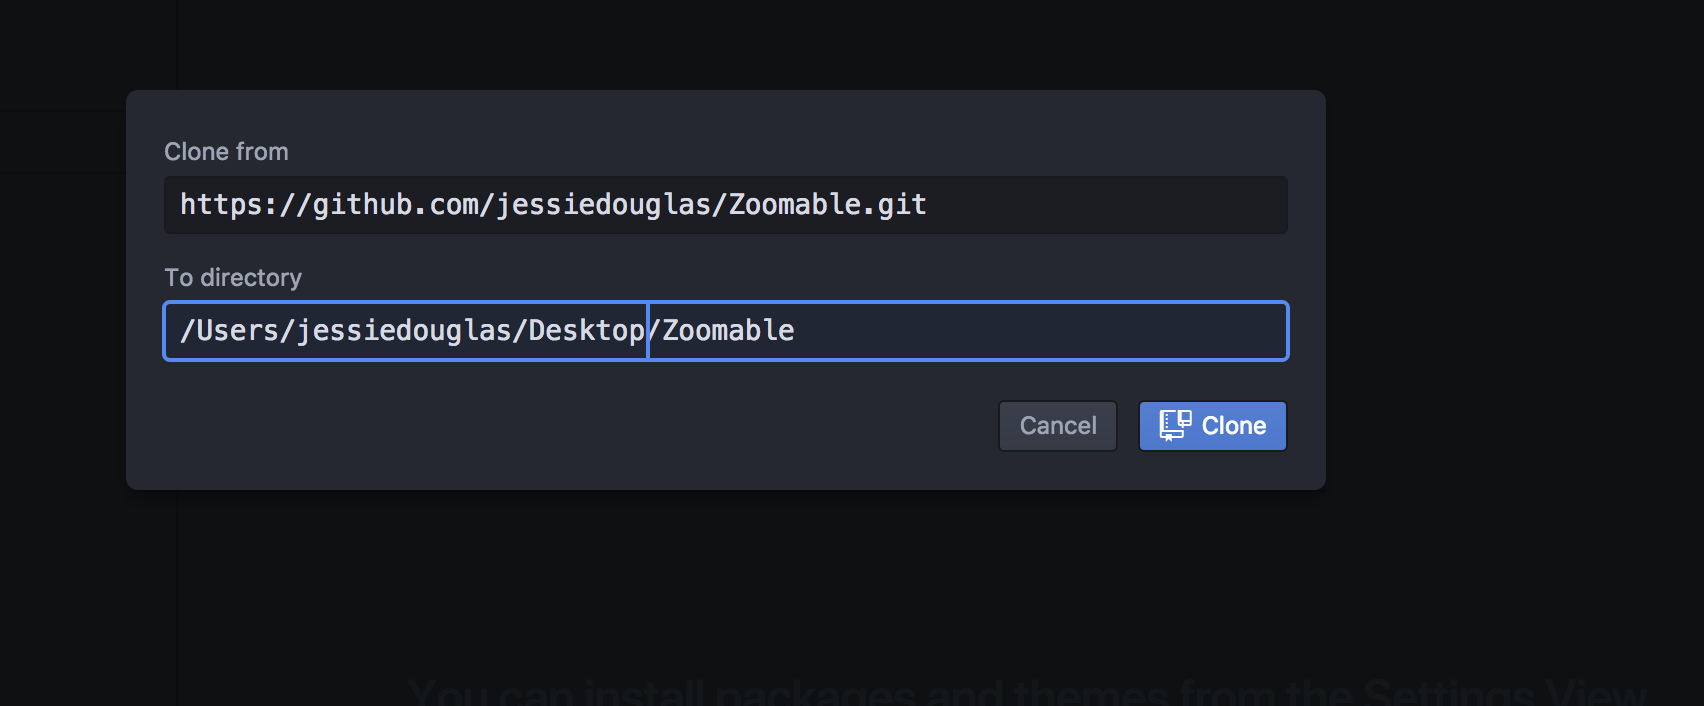 Clone from
https://github.com/jessiedouglas/Zoomable.git
To directory
/Users/jessiedouglas/Desktop/Zoomable
Cancel
Clone
You can install packages and themes from the Settings View